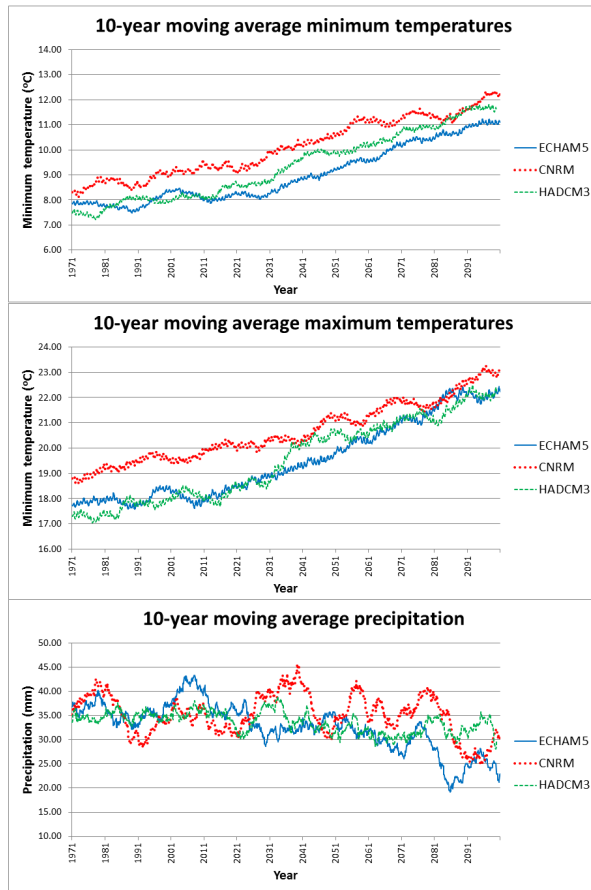 10-year moving average minimum temperatures
14.00
13.00
12.00
11.00
10.00
9.00
8.00
7.00
6.00
Minimum temperature (°C)
1971 1981 1991 2001 2011 2021 2031 2041 2051 2061 2071 2081 2091
Year
ECHAM5
CNRM
HADCM3
10-year moving average maximum temperatures
24.00
23.00
22.00
21.00
20.00
19.00
18.00
17.00
16.00
Minimum temperature (°C)
1971 1981 1991 2001 2011 2021 2031 2041 2051 2061 2071 2081 2091
Year
ECHAM5
CNRM
HADCM3
10-year moving average precipitation
50.00
45.00
40.00
35.00
30.00
25.00
20.00
15.00
10.00
Precipitation (mm)
1971 1981 1991 2001 2011 2021 2031 2041 2051 2061 2071 2081 2091
Year
ECHAM5
CNRM
HADCM3